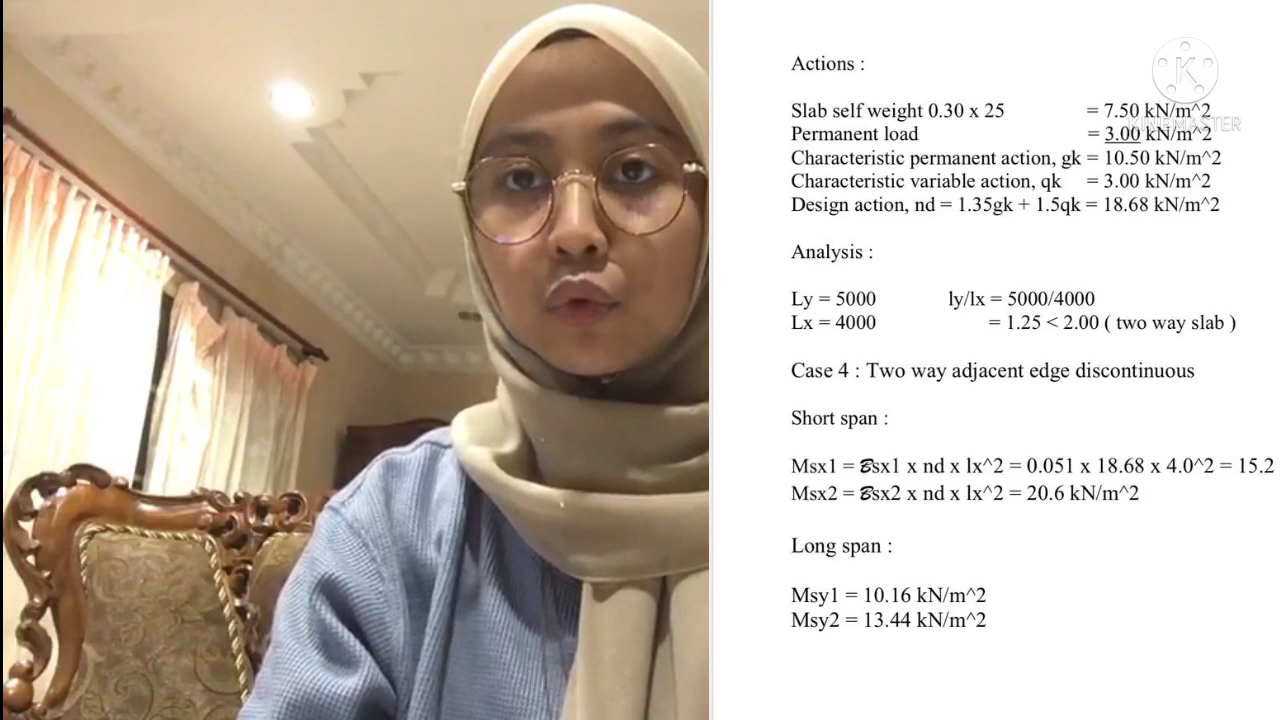 Actions :
Slab self weight 0.30 x 25 = 7.50 kN/m^2
Permanent load = 3.00 kN/m^2
Characteristic permanent action, gk = 10.50 kN/m^2
Characteristic variable action, qk = 3.00 kN/m^2
Design action, nd = 1.35gk + 1.5qk = 18.68 kN/m^2
Analysis :
Ly = 5000 ly/lx = 5000/4000
Lx = 4000 = 1.25 < 2.00 ( two way slab )
Case 4 : Two way adjacent edge discontinuous
Short span :
Msx1 = Bsx1 x nd x lx^2 = 0.051 x 18.68 x 4.0^2 = 15.2
Msx2 = Bsx2 x nd x lx^2 = 20.6 kN/m^2
Long span :
Msy1 = 10.16 kN/m^2
Msy2 = 13.44 kN/m^2
K
KINEMASTER